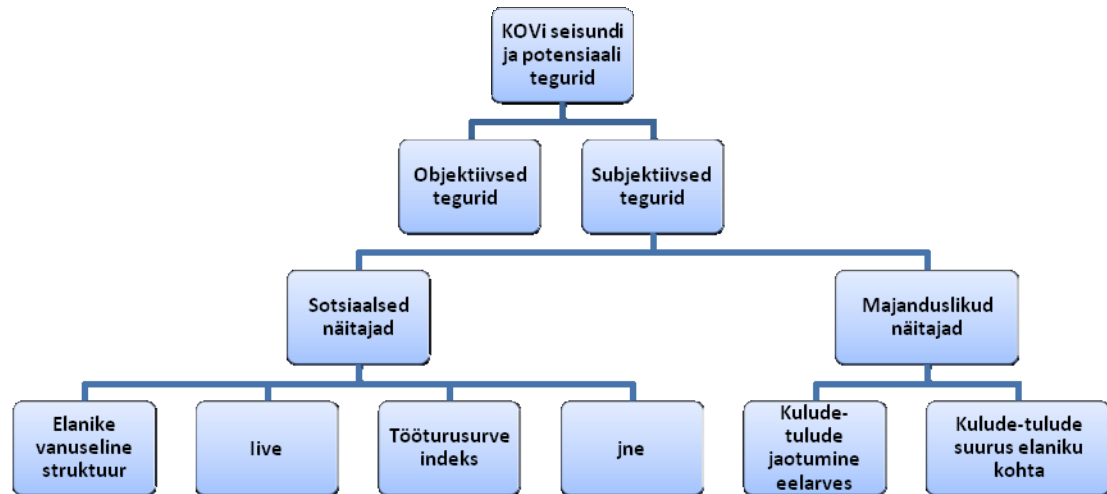 KOVi seisundi
ja potensiaali
tegurid
Objektiivsed
tegurid
Subjektiivsed
tegurid
Sotsiaalsed
näitajad
Majanduslikud
näitajad
Elanike
vanuseline
struktuur
Iive
Tööturusurve
indeks
jne
Kulude-
tulude
jaotumine
eelarves
Kulude-tulude
suurus elaniku
kohta